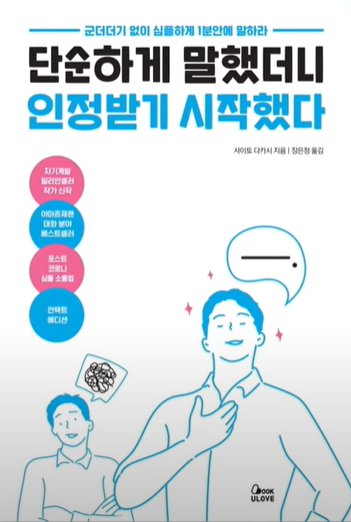 군더더기 없이 심플하게 1분안에 말하라
단순하게 말했더니
인정받기 시작했다
사이토 다카시 지음 | 장은정 옮김
자기계발
밀리언셀러
작가 신작
아마존재팬
대화 분야
베스트셀러
포스트
코로나
심플 소통법
언택트
에디션
BOOK
ULOVE